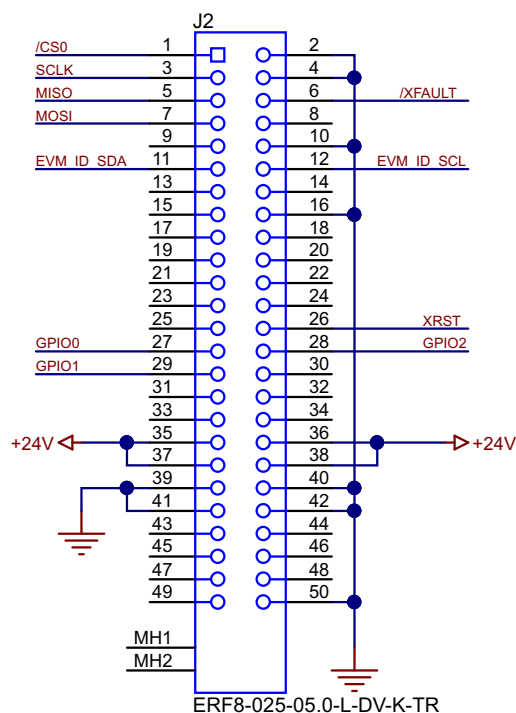 J2
/CS0 1 2
SCLK 3 4
MISO 5 6 /XFAULT
MOSI 7 8
9 10
EVM_ID_SDA 11 12 EVM_ID_SCL
13 14
15 16
17 18
19 20
21 22
23 24
25 26 XRST
GPIO0 27 28 GPIO2
GPIO1 29 30
31 32
33 34
+24V 35 36 +24V
37 38
39 40
41 42
43 44
45 46
47 48
49 50
MH1
MH2
ERF8-025-05.0-L-DV-K-TR